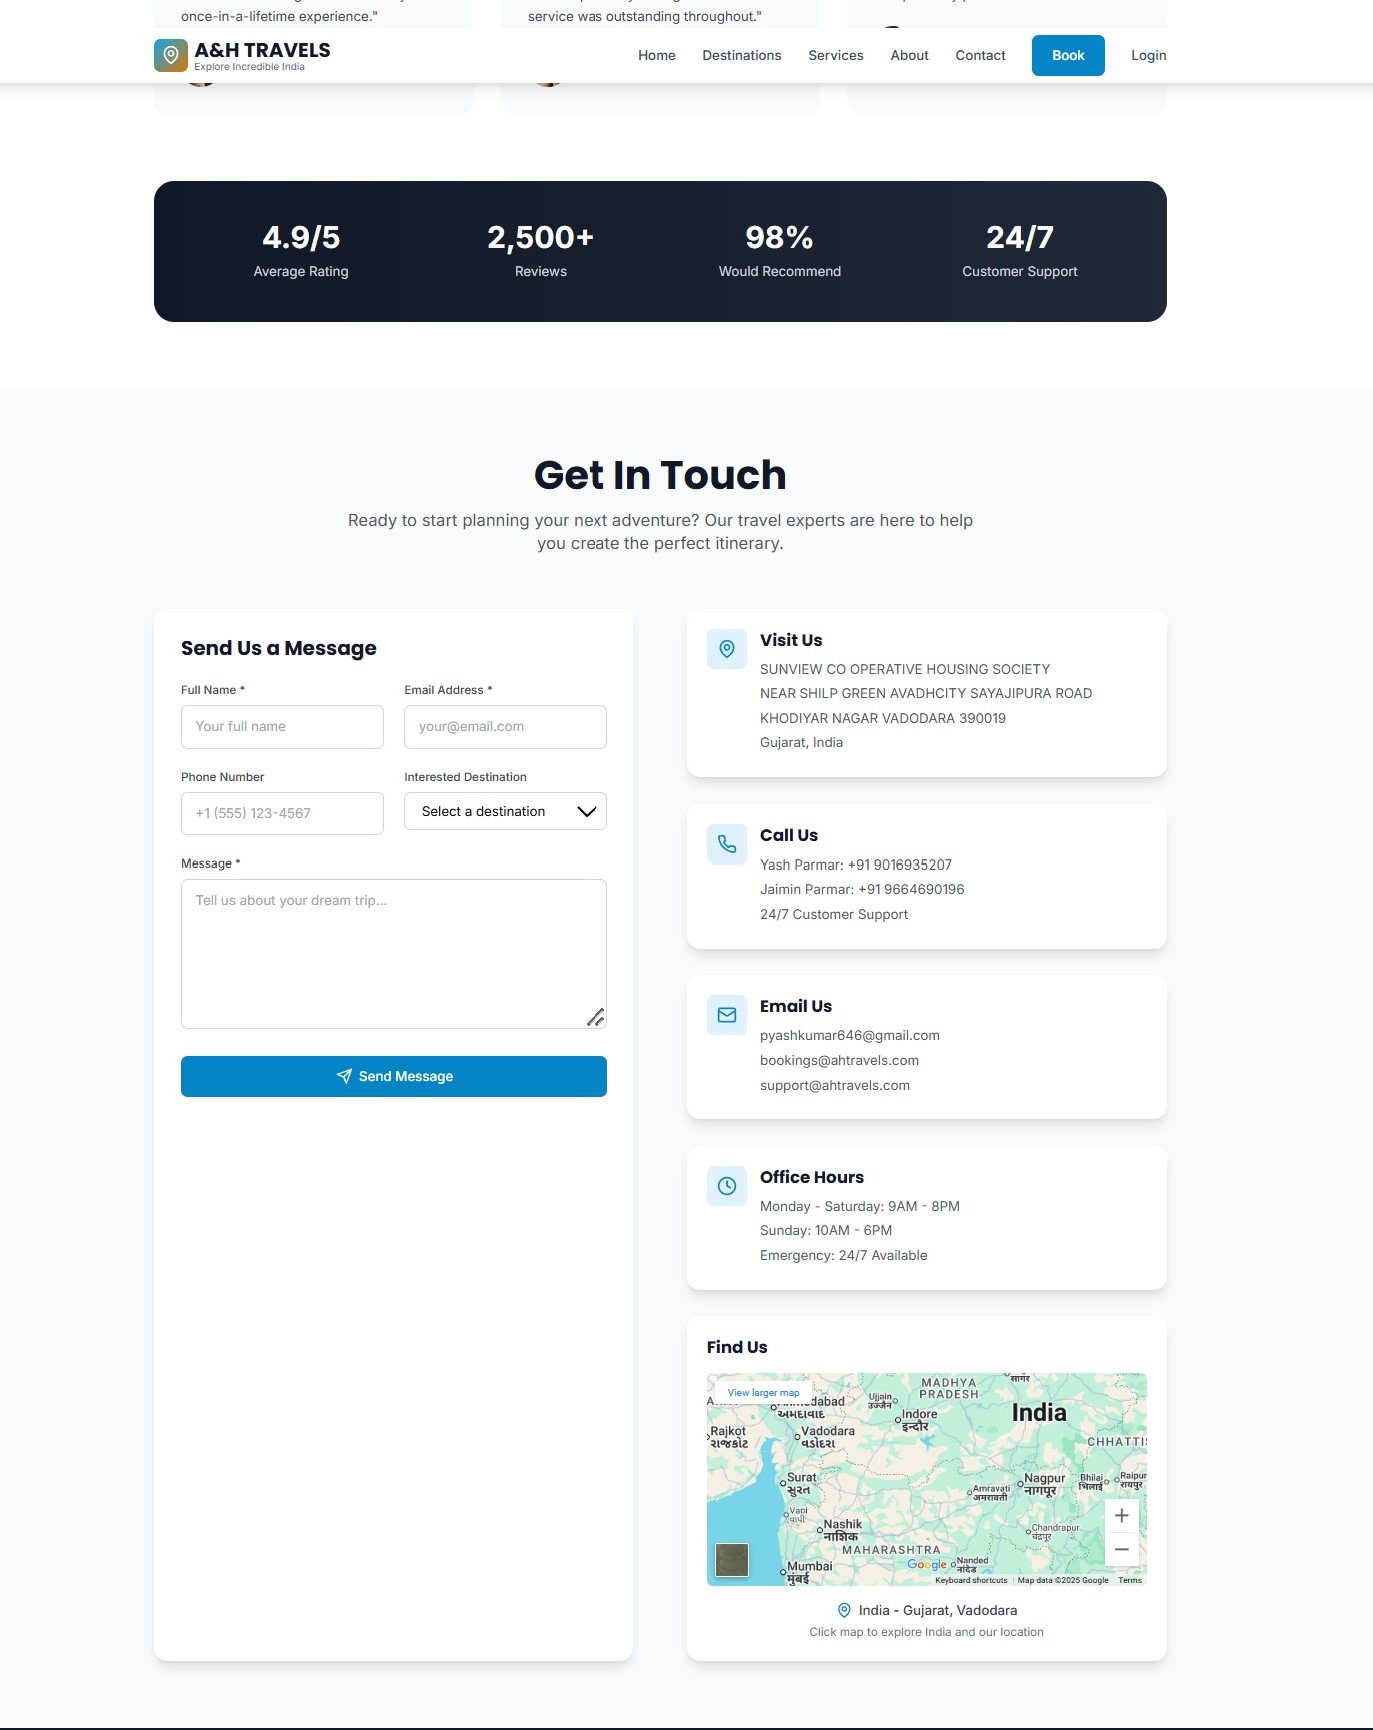 once-in-a-lifetime experience."
service was outstanding throughout."
A&H TRAVELS
Explore Incredible India
Home
Destinations
Services
About
Contact
Book
Login
4.9/5
Average Rating
2,500+
Reviews
98%
Would Recommend
24/7
Customer Support
Get In Touch
Ready to start planning your next adventure? Our travel experts are here to help
you create the perfect itinerary.
Send Us a Message
Full Name *
Your full name
Email Address *
your@email.com
Phone Number
+1 (555) 123-4567
Interested Destination
Select a destination
Message *
Tell us about your dream trip...
Send Message
Visit Us
SUNVIEW CO OPERATIVE HOUSING SOCIETY
NEAR SHILP GREEN AVADHCITY SAYAJIPURA ROAD
KHODIYAR NAGAR VADODARA 390019
Gujarat, India
Call Us
Yash Parmar: +91 9016935207
Jaimin Parmar: +91 9664690196
24/7 Customer Support
Email Us
pyashkumar646@gmail.com
bookings@ahtravels.com
support@ahtravels.com
Office Hours
Monday - Saturday: 9AM - 8PM
Sunday: 10AM - 6PM
Emergency: 24/7 Available
Find Us
View larger map
MADHYA
PRADESH
सागर
India
અમદાવાદ
Ujjain
उज्जैन
Indore
इन्दौर
Rajkot
રાજકોટ
Vadodara
વડોદરા
Surat
સુરત
Vapi
વાપી
Nashik
नाशिक
MAHARASHTRA
Mumbai
मुंबई
Amravati
अमरावती
Nagpur
नागपूर
Bhilai
भिलाई
Raipur
रायपुर
Chandrapur
चंद्रपूर
Nanded
नांदेड
Google
Keyboard shortcuts
Map data ©2025 Google
Terms
India - Gujarat, Vadodara
Click map to explore India and our location